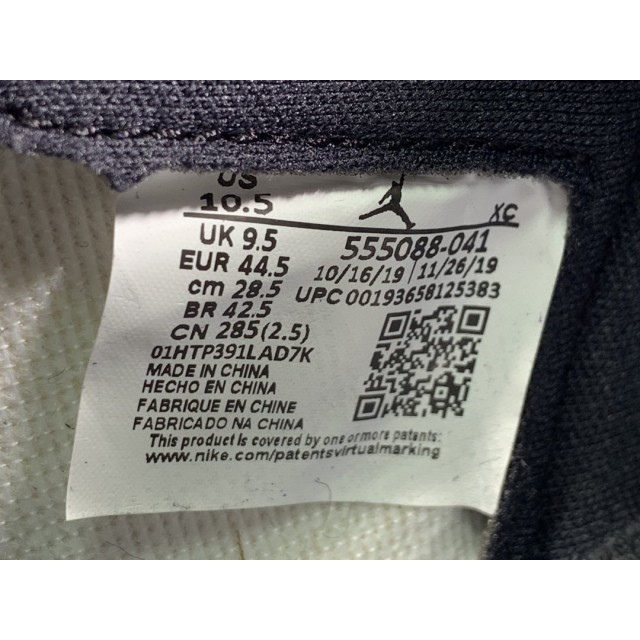 US
10.5
XC
UK 9.5
555088-041
EUR 44.5
10/16/19 | 11/26/19
cm 28.5
UPC 00193658125383
BR 42.5
CN 285(2.5)
01HTP391LAD7K
MADE IN CHINA
HECHO EN CHINA
FABRIQUE EN CHINE
FABRICADO NA CHINA
This product is covered by one or more patents:
www.nike.com/patentsvirtualmarking